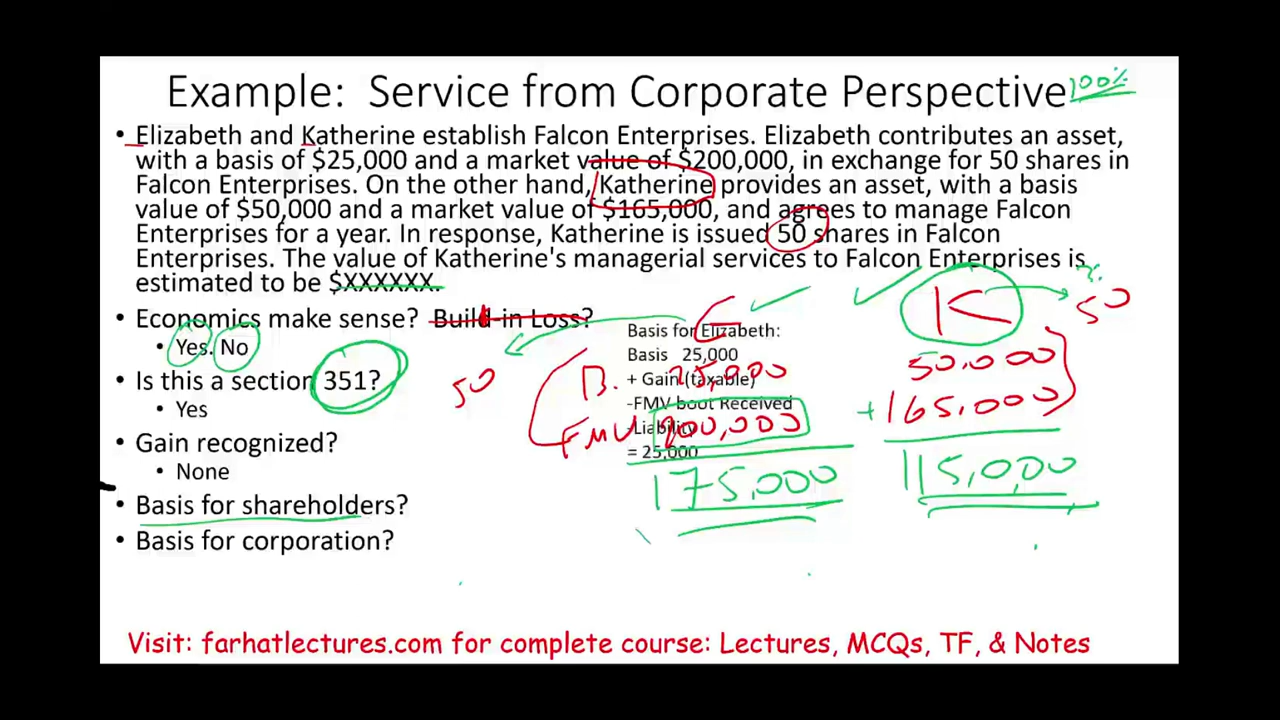 Example: Service from Corporate Perspective 100%
• Elizabeth and Katherine establish Falcon Enterprises. Elizabeth contributes an asset,
with a basis of $25,000 and a market value of $200,000, in exchange for 50 shares in
Falcon Enterprises. On the other hand, Katherine provides an asset, with a basis
value of $50,000 and a market value of $165,000, and agrees to manage Falcon
Enterprises for a year. In response, Katherine is issued 50 shares in Falcon
Enterprises. The value of Katherine's managerial services to Falcon Enterprises is
estimated to be $XXXXXX.
• Economics make sense? Build-in Loss?
• Yes. No
• Is this a section 351?
• Yes
• Gain recognized?
• None
• Basis for shareholders?
• Basis for corporation?
Basis for Elizabeth:
Basis 25,000
+ Gain (taxable)
-FMV boot Received
-Liability
= 25,000
50
E
B. 25,000
FMV 200,000
175,000
K 50
50,000
+165,000
115,000
Visit: farhatlectures.com for complete course: Lectures, MCQs, TF, & Notes